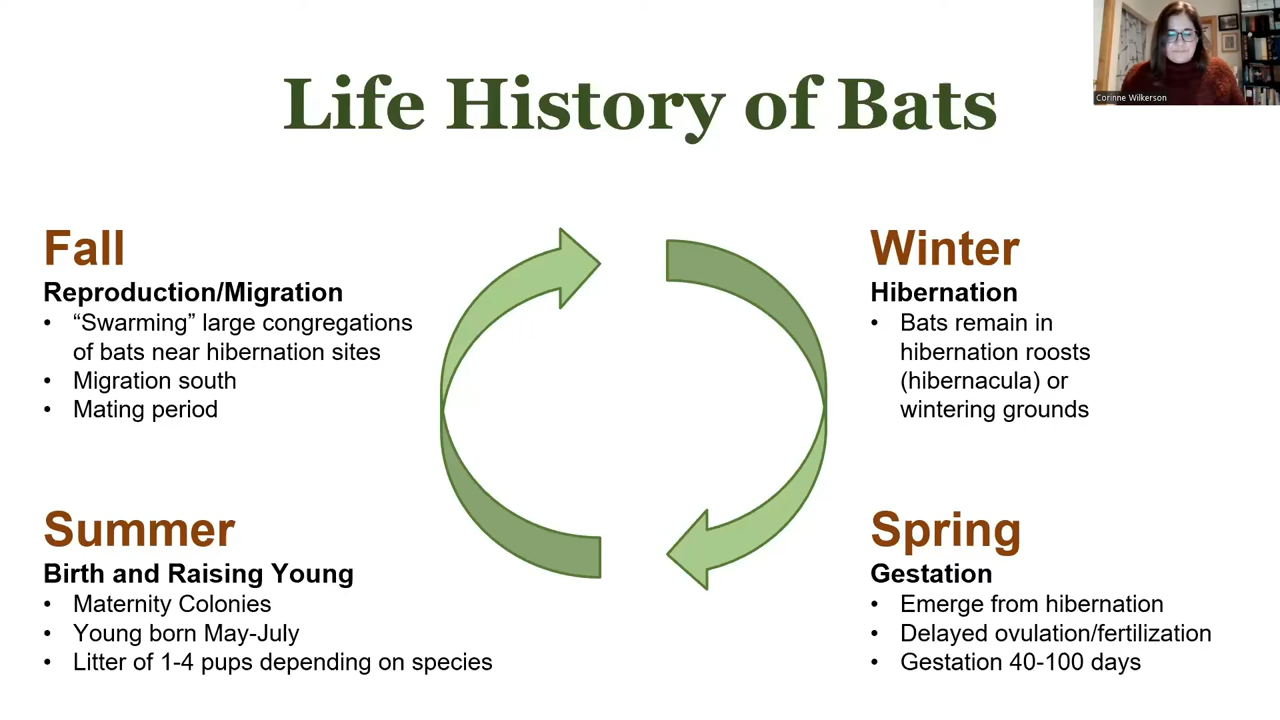 Life History of Bats
Corinne Wilkerson
Fall
Reproduction/Migration
• “Swarming” large congregations
of bats near hibernation sites
• Migration south
• Mating period
Winter
Hibernation
• Bats remain in
hibernation roosts
(hibernacula) or
wintering grounds
Summer
Birth and Raising Young
• Maternity Colonies
• Young born May-July
• Litter of 1-4 pups depending on species
Spring
Gestation
• Emerge from hibernation
• Delayed ovulation/fertilization
• Gestation 40-100 days